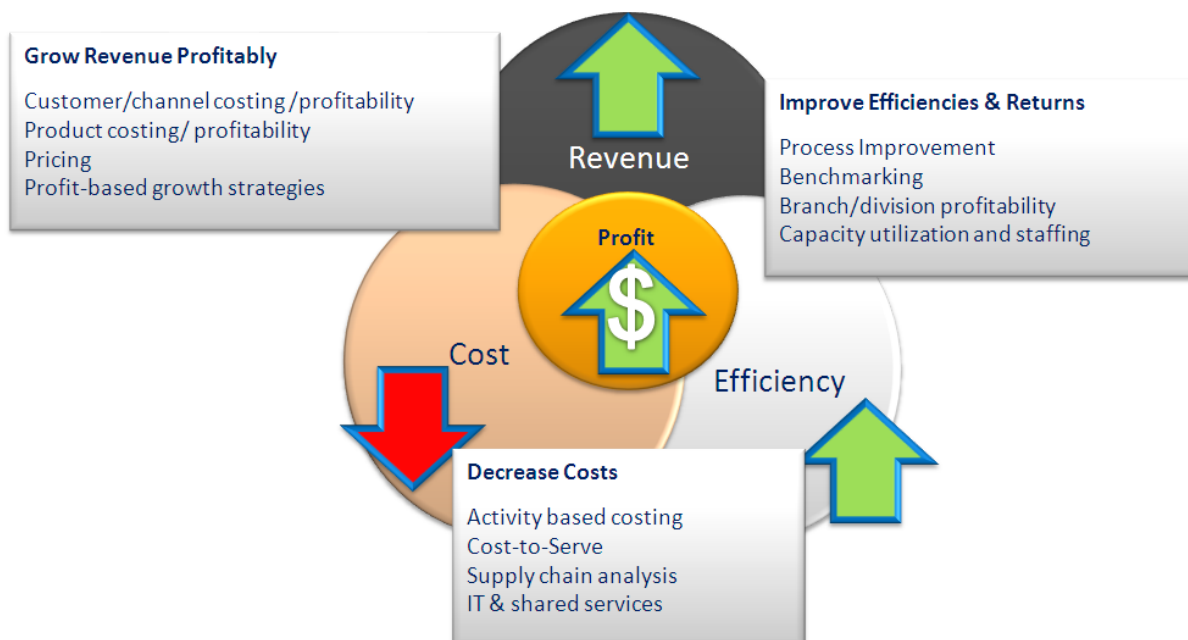 Grow Revenue Profitably
Customer/channel costing /profitability
Product costing/ profitability
Pricing
Profit-based growth strategies
Revenue
Improve Efficiencies & Returns
Process Improvement
Benchmarking
Branch/division profitability
Capacity utilization and staffing
Profit
$
Cost
Efficiency
Decrease Costs
Activity based costing
Cost-to-Serve
Supply chain analysis
IT & shared services